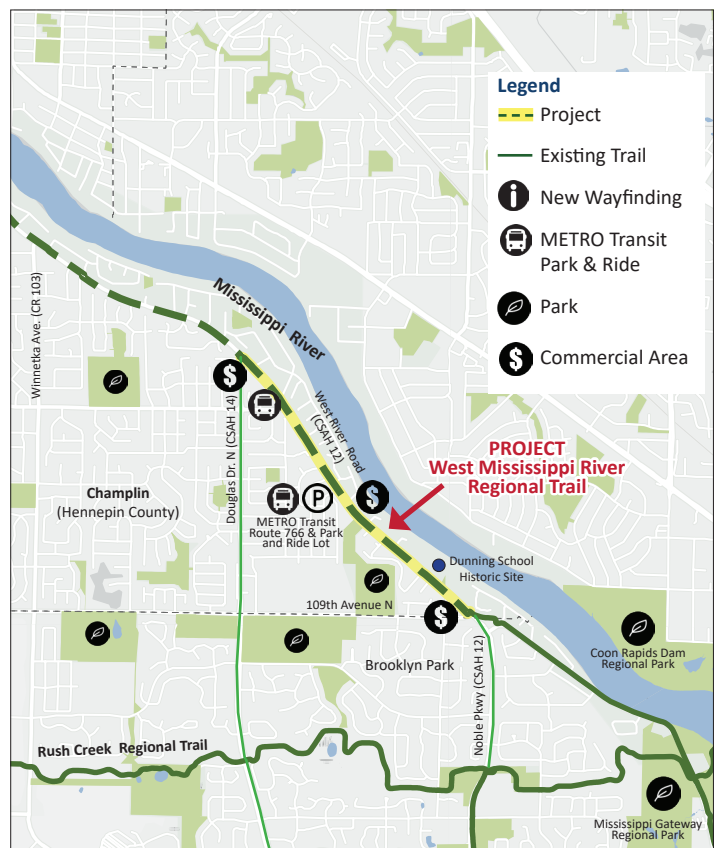 Legend
Project
Existing Trail
New Wayfinding
METRO Transit
Park & Ride
Park
$ Commercial Area
Mississippi River
Winnetka Ave. (CR 103)
$
West River Road
(CSAH 12)
Douglas Dr. N (CSAH 14)
PROJECT
West Mississippi River
Regional Trail
Champlin
(Hennepin County)
P
$
METRO Transit
Route 766 & Park
and Ride Lot
Dunning School
Historic Site
109th Avenue N
$
Coon Rapids Dam
Regional Park
Brooklyn Park
Noble Pkwy (CSAH 12)
Rush Creek Regional Trail
Mississippi Gateway
Regional Park